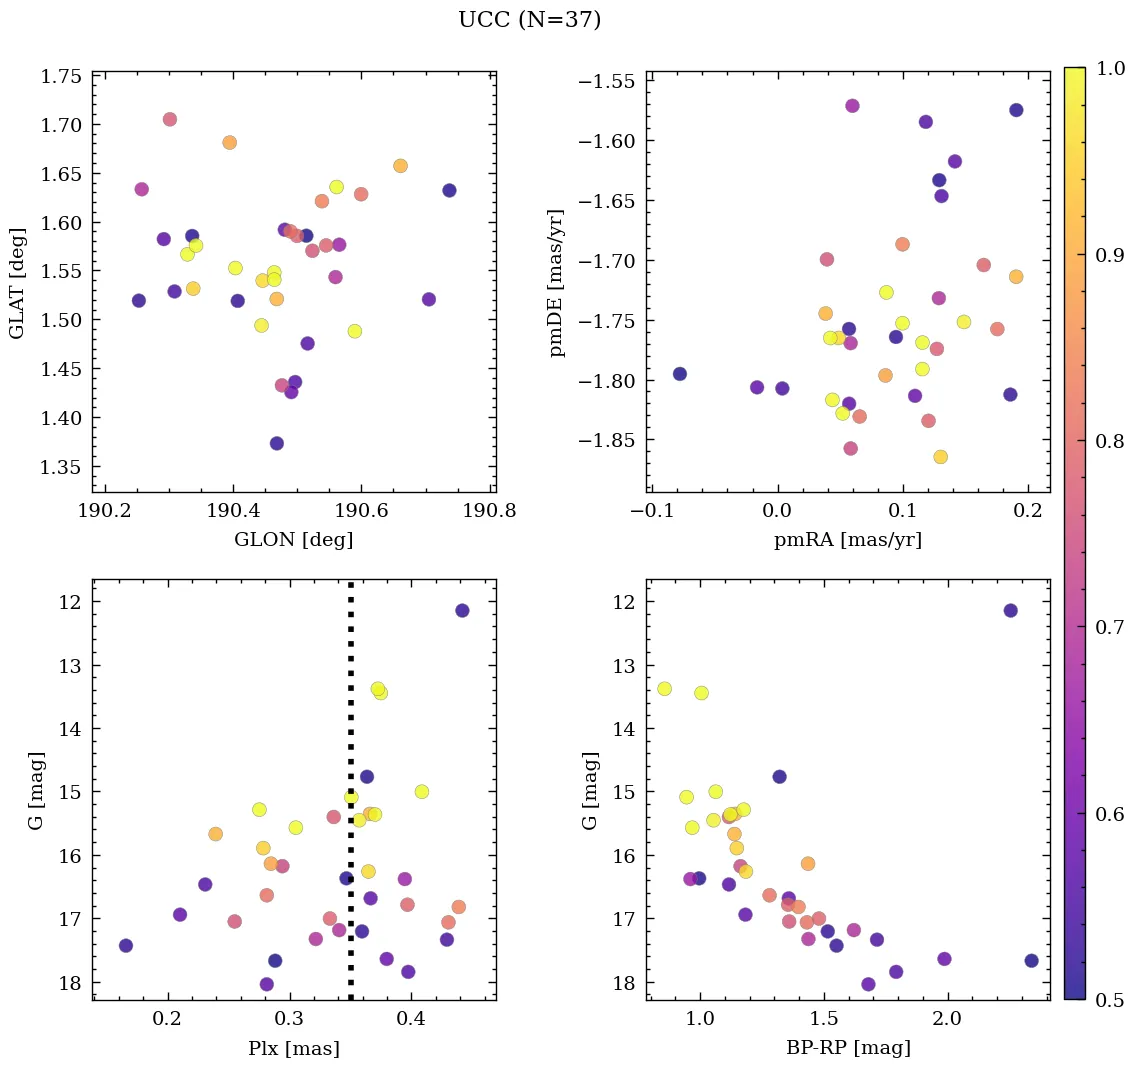 UCC (N=37)
1.75
1.70
1.65
1.60
1.55
1.50
1.45
1.40
1.35
GLAT [deg]
190.2 190.4 190.6 190.8
GLON [deg]
−1.55
−1.60
−1.65
−1.70
−1.75
−1.80
−1.85
pmDE [mas/yr]
−0.1 0.0 0.1 0.2
pmRA [mas/yr]
12
13
14
15
16
17
18
G [mag]
0.2 0.3 0.4
Plx [mas]
12
13
14
15
16
17
18
G [mag]
1.0 1.5 2.0
BP-RP [mag]
1.0
0.9
0.8
0.7
0.6
0.5